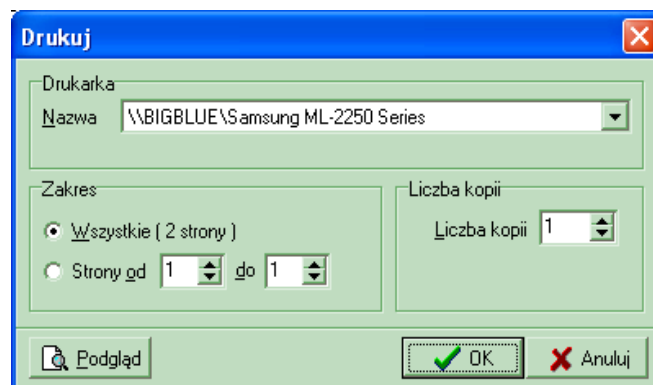 Drukuj
Drukarka
Nazwa \\BIGBLUE\Samsung ML-2250 Series
Zakres
Wszystkie ( 2 strony )
Strony od 1 do 1
Liczba kopii
Liczba kopii 1
Podgląd
OK
Anuluj